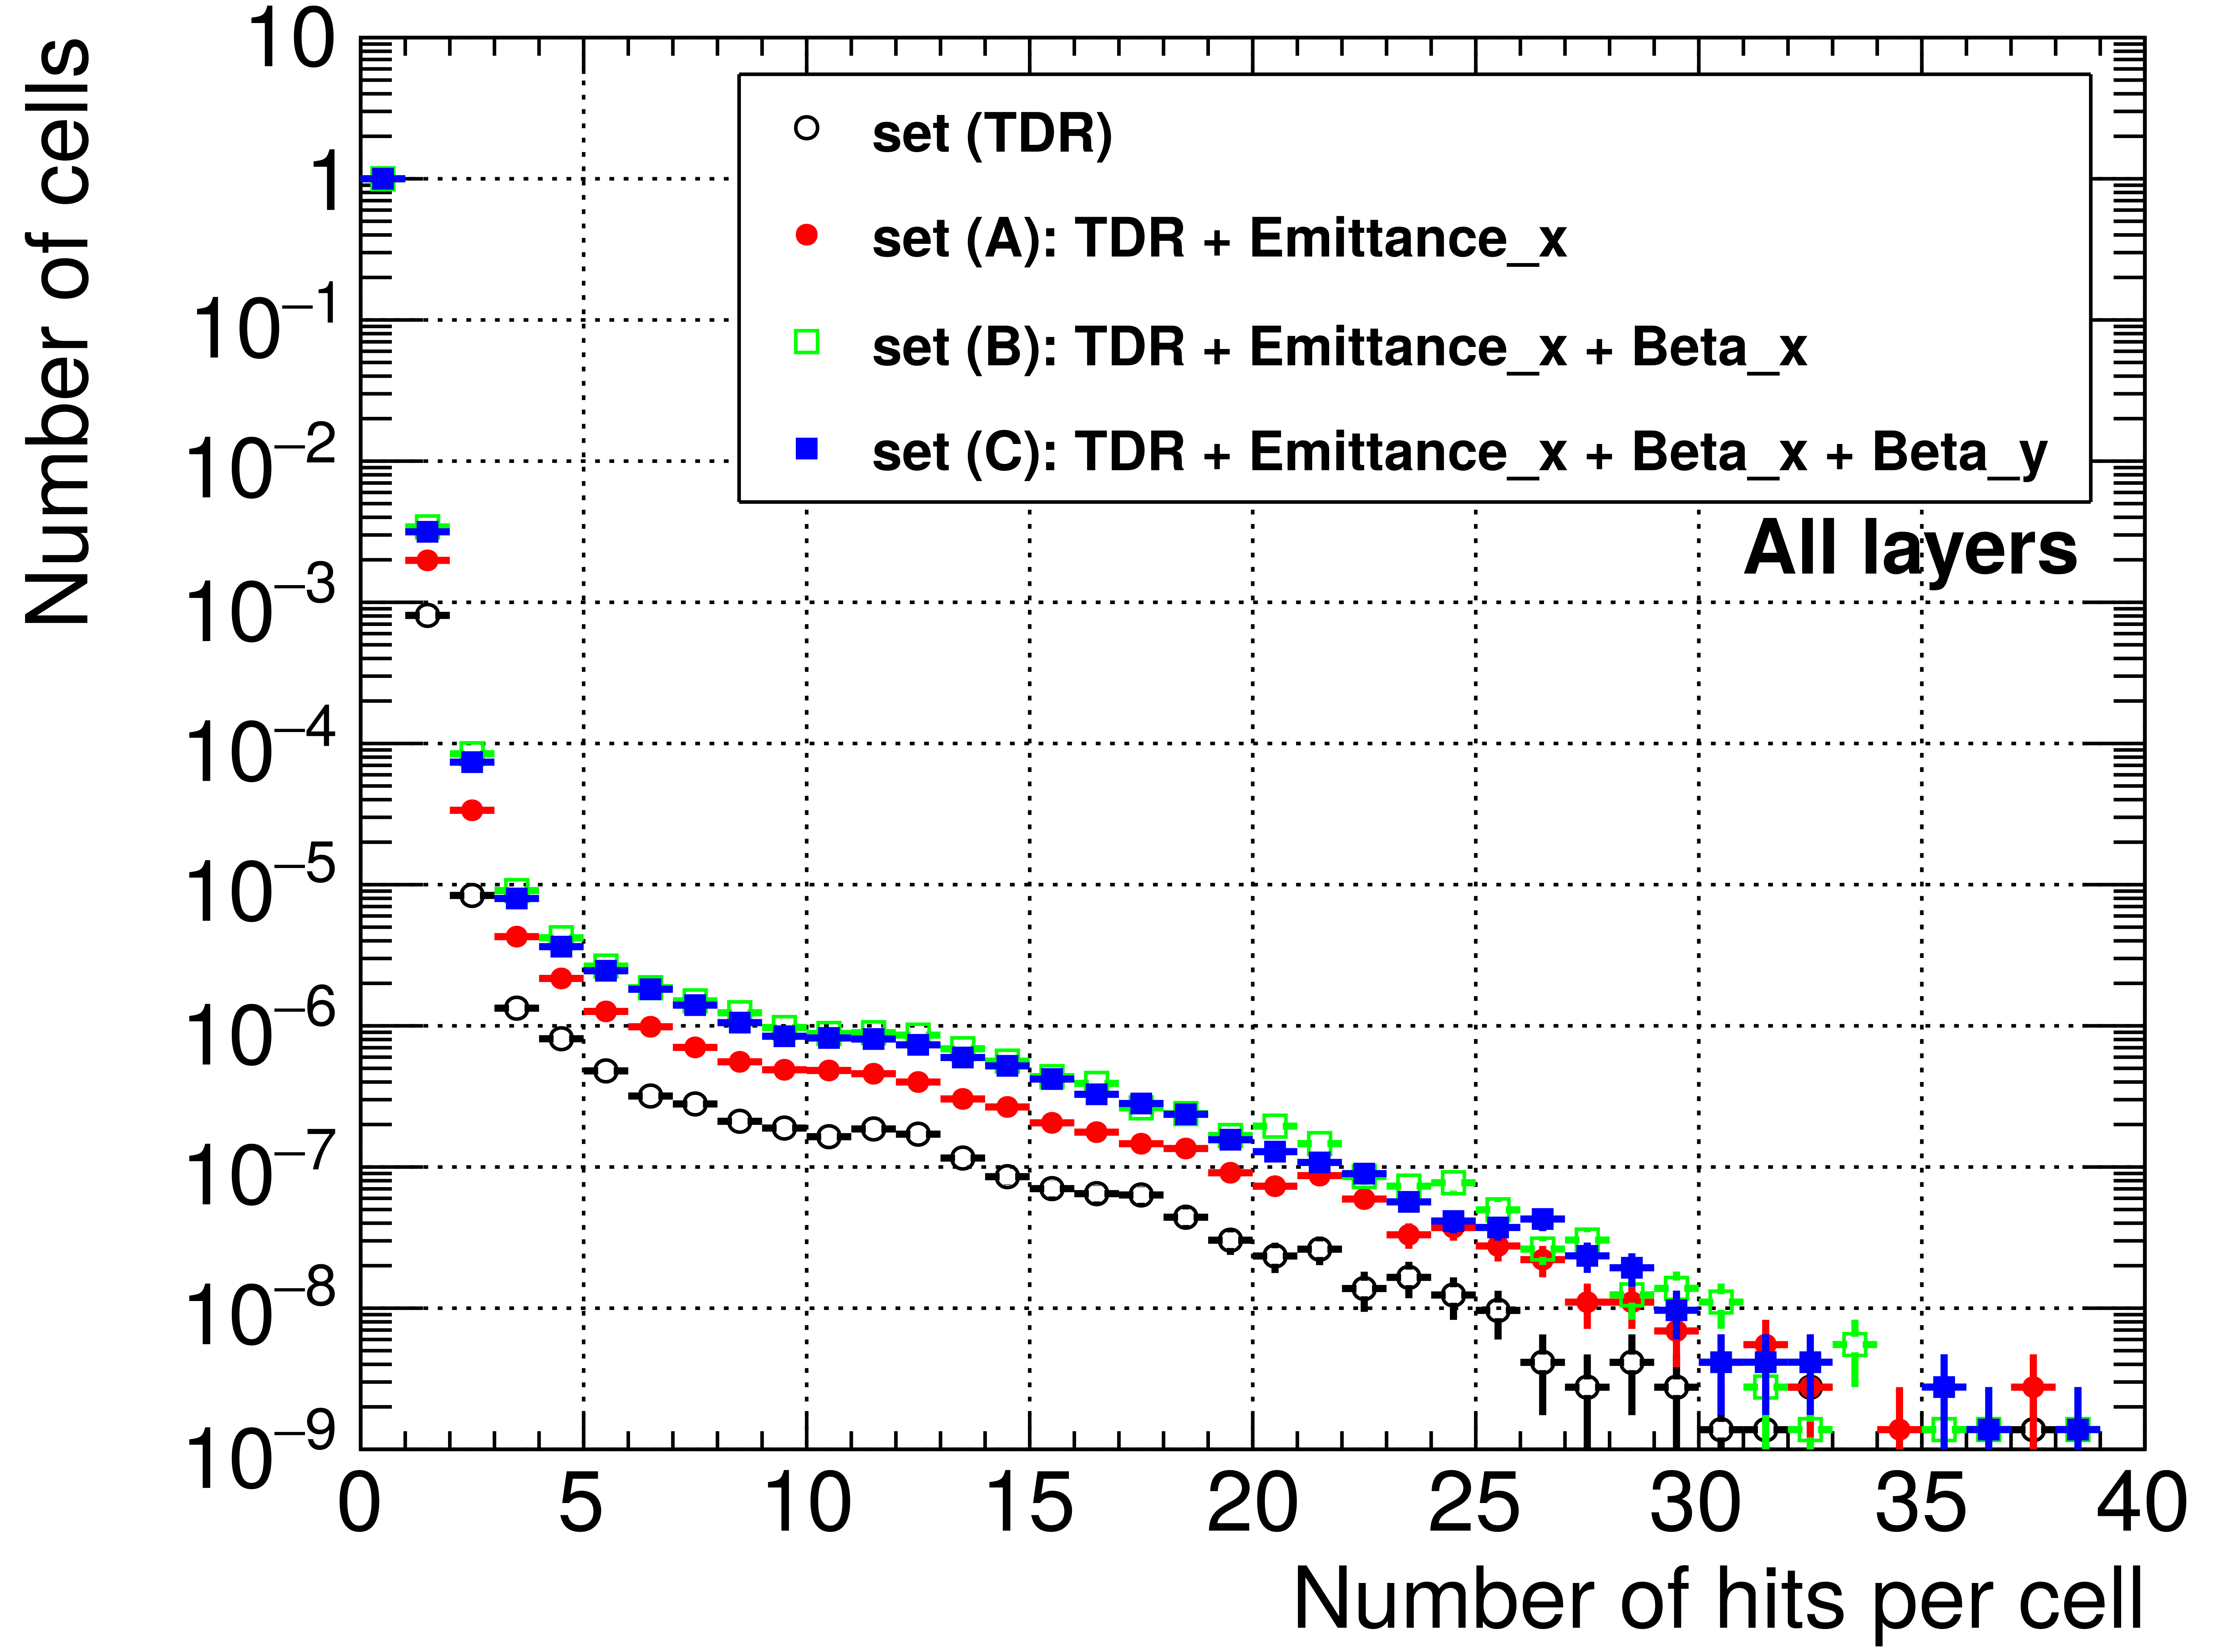 Number of cells
10
1
10⁻¹
10⁻²
10⁻³
10⁻⁴
10⁻⁵
10⁻⁶
10⁻⁷
10⁻⁸
10⁻⁹
set (TDR)
set (A): TDR + Emittance_x
set (B): TDR + Emittance_x + Beta_x
set (C): TDR + Emittance_x + Beta_x + Beta_y
All layers
0 5 10 15 20 25 30 35 40
Number of hits per cell